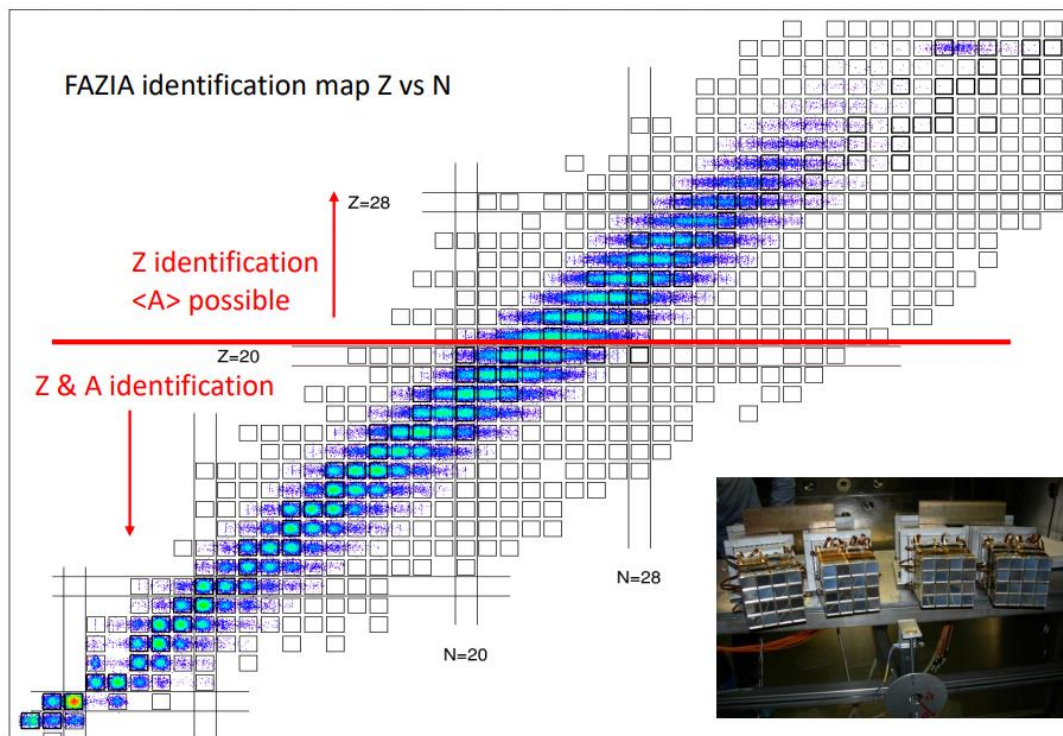 FAZIA identification map Z vs N
Z=28
Z identification
<A> possible
Z=20
Z & A identification
N=28
N=20